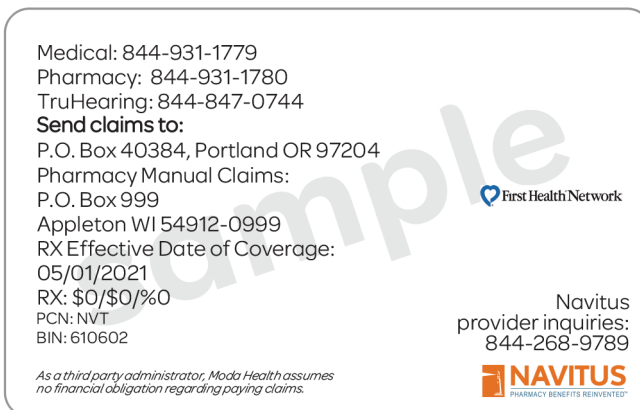 Medical: 844-931-1779
Pharmacy: 844-931-1780
TruHearing: 844-847-0744
Send claims to:
P.O. Box 40384, Portland OR 97204
Pharmacy Manual Claims:
P.O. Box 999
Appleton WI 54912-0999
RX Effective Date of Coverage:
05/01/2021
RX: $0/$0/%0
PCN: NVT
BIN: 610602
As a third party administrator, Moda Health assumes
no financial obligation regarding paying claims.
sample
First Health Network
Navitus
provider inquiries:
844-268-9789
NAVITUS
PHARMACY BENEFITS REINVENTED™